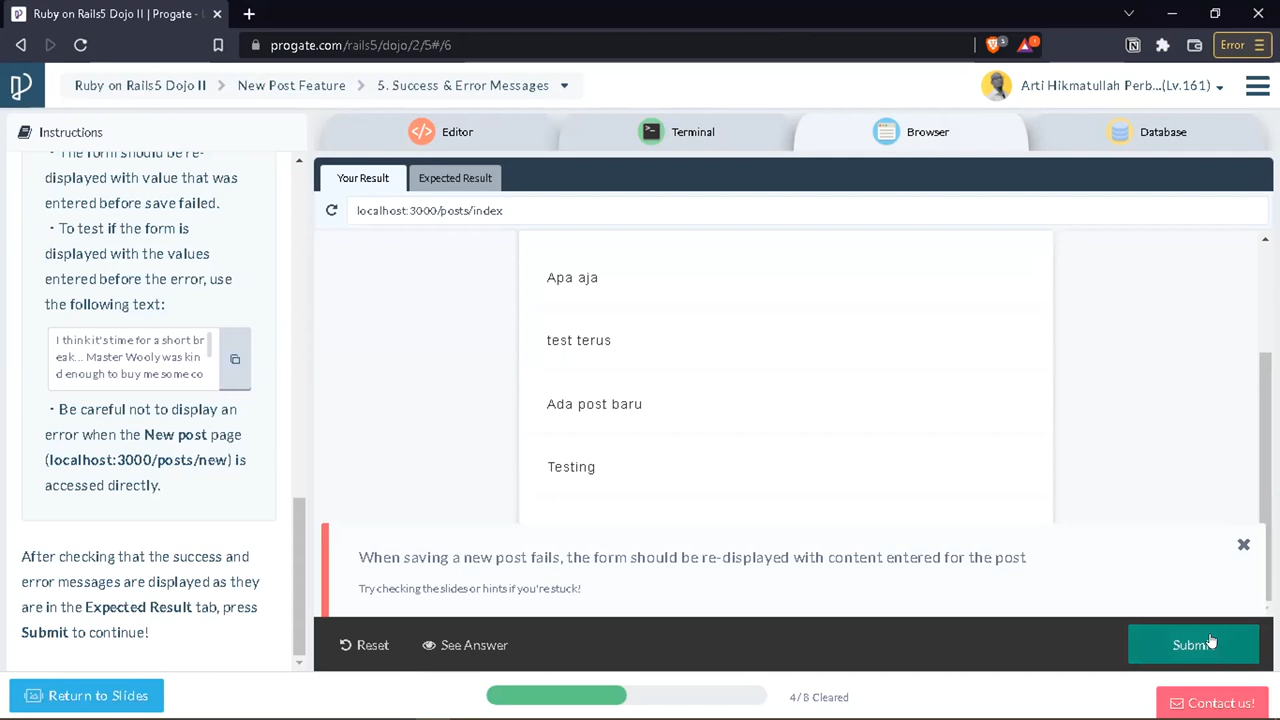 Ruby on Rails5 Dojo II | Progate - L
progate.com/rails5/dojo/2/5#/6
Error
Ruby on Rails5 Dojo II
New Post Feature
5. Success & Error Messages
Arti Hikmatullah Perb...(Lv.161)
Instructions
Editor
Terminal
Browser
Database
・The form should be re-
displayed with value that was
entered before save failed.
・To test if the form is
displayed with the values
entered before the error, use
the following text:
I think it's time for a short br
eak... Master Wooly was kin
d enough to buy me some co
・Be careful not to display an
error when the New post page
(localhost:3000/posts/new) is
accessed directly.
After checking that the success and
error messages are displayed as they
are in the Expected Result tab, press
Submit to continue!
Your Result
Expected Result
localhost:3000/posts/index
Apa aja
test terus
Ada post baru
Testing
When saving a new post fails, the form should be re-displayed with content entered for the post
Try checking the slides or hints if you're stuck!
Reset
See Answer
Submit
Return to Slides
4/8 Cleared
Contact us!